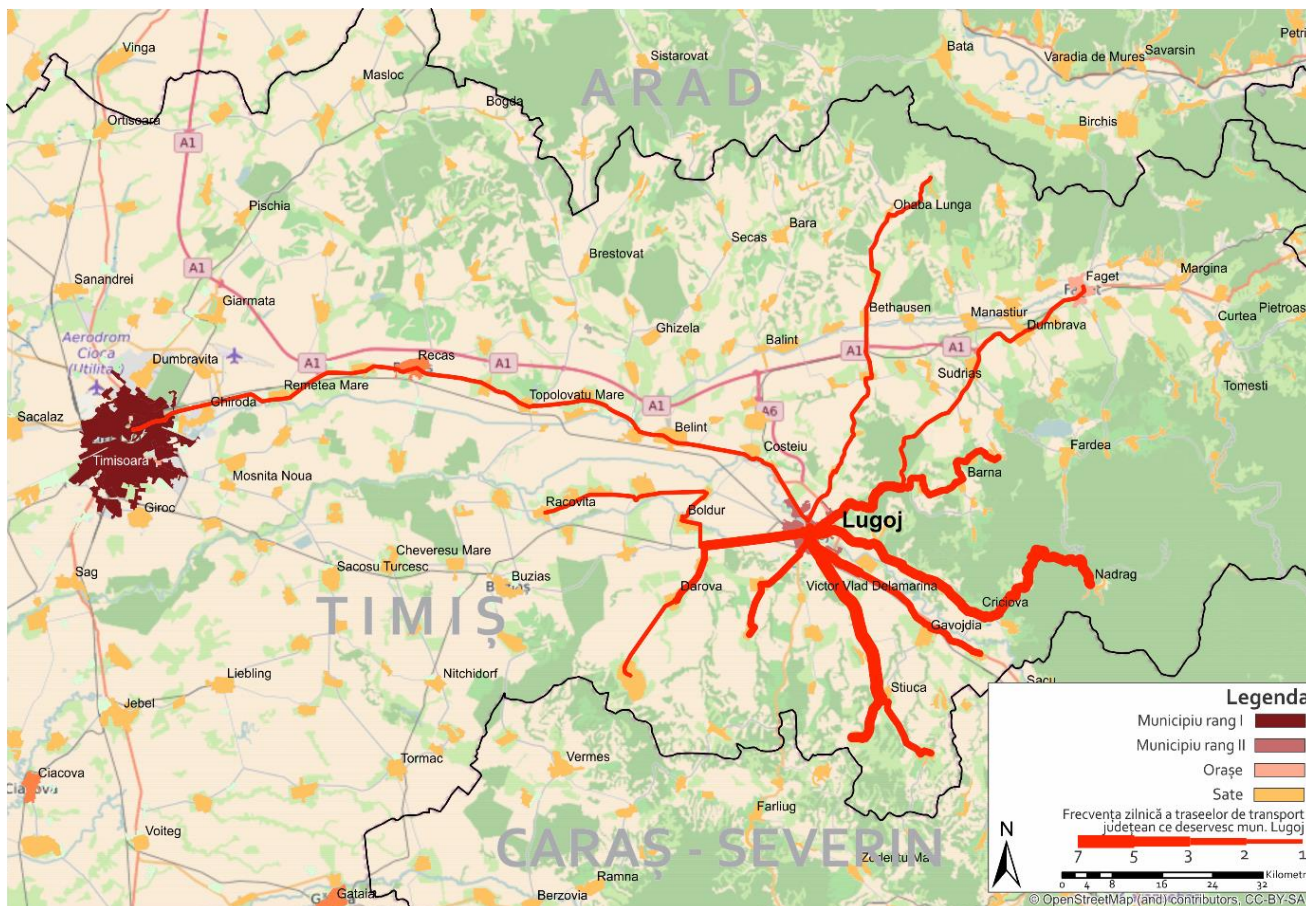 Vinga
Sistarovat
Bata
Savarsin
Varadia de Mures
Masloc
ARAD
Bogda
Ortisoara
Birchis
A1
Pischia
Ohaba Lunga
Bara
Secas
Brestovat
A1
Sanandrei
Margina
Faget
Giarmata
Bethausen
Manastiur
Curtea
Pietroas
Ghizela
Dumbrava
Aerodrom
Cioca
(Utilita )
Balint
A1
A1
Dumbravita
Recas
A1
A1
Sudrias
Remetea Mare
Tomesti
Topolovatu Mare
Ghiroda
A1
A6
Sacalaz
Belint
Costeiu
Fardea
Timisoara
Mosnita Noua
Barna
Racovita
Giroc
Boldur
Lugoj
Cheveresu Mare
Sacosu Turcesc
Buzias
Sag
Darova
Victor Vlad Delamarina
Nadrag
Criciova
TIMIȘ
Gavojdia
Liebling
Nitchidorf
Sacu
Stiuca
Jebel
Tormac
Vermes
Ciacova
Farliug
Voiteg
CARAȘ - SEVERIN
Ramna
Gataia
Berzovia
Legenda
Municipiu rang I
Municipiu rang II
Orașe
Sate
Frecvența zilnică a traseelor de transport
județean ce deservesc mun. Lugoj
7 5 3 2 1
N
Kilometri
0 4 8 16 24 32
© OpenStreetMap (and) contributors, CC-BY-SA